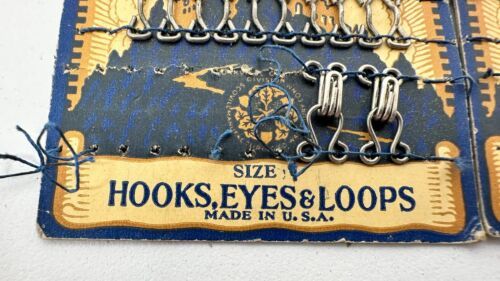 SIZE
HOOKS, EYES & LOOPS
MADE IN U.S.A.